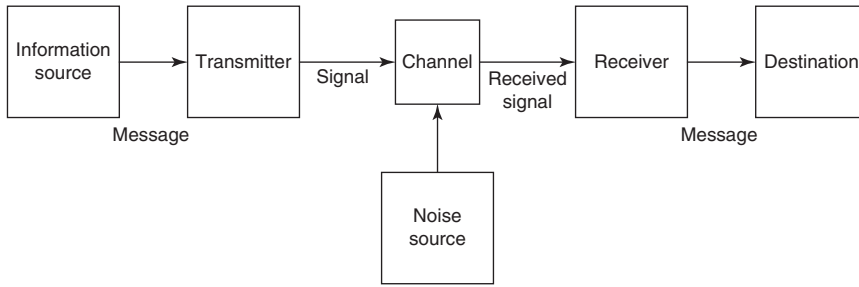 Information
source
Transmitter
Channel
Receiver
Destination
Signal
Received
signal
Message
Message
Noise
source